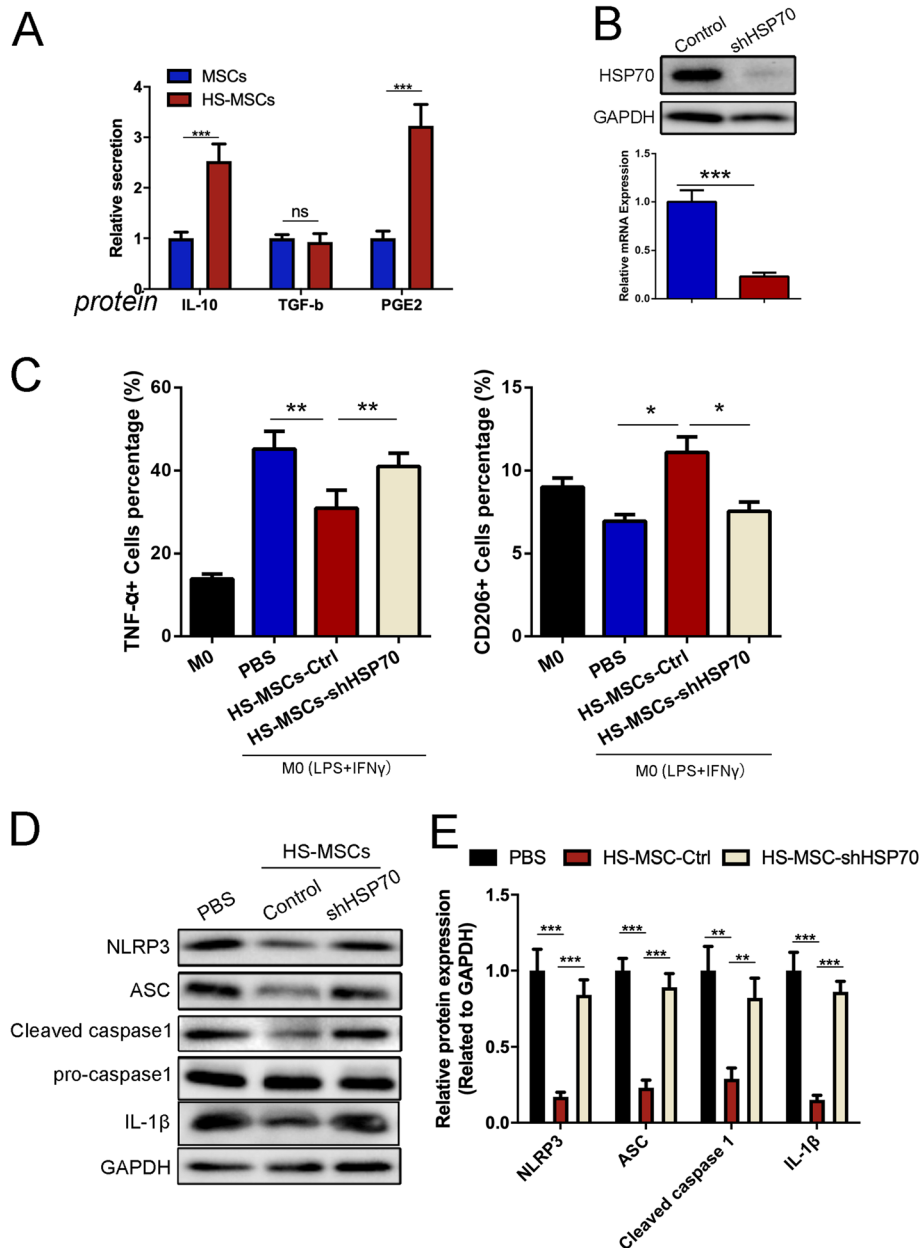 A
MSCs
HS-MSCs
Relative secretion
4
3
2
1
0
***
ns
***
protein
IL-10
TGF-b
PGE2
B
Control
shHSP70
HSP70
GAPDH
Relative mRNA Expression
1.5
1.0
0.5
0.0
***
C
TNF-α+ Cells percentage (%)
60
40
20
0
**
**
M0
PBS
HS-MSCs-Ctrl
HS-MSCs-shHSP70
M0 (LPS+IFNγ)
CD206+ Cells percentage (%)
15
10
5
0
*
*
M0
PBS
HS-MSCs-Ctrl
HS-MSCs-shHSP70
M0 (LPS+IFNγ)
D
HS-MSCs
PBS
Control
shHSP70
NLRP3
ASC
Cleaved caspase1
pro-caspase1
IL-1β
GAPDH
E
PBS
HS-MSC-Ctrl
HS-MSC-shHSP70
Relative protein expression
(Related to GAPDH)
1.5
1.0
0.5
0.0
***
***
***
***
**
**
***
***
NLRP3
ASC
Cleaved caspase 1
IL-1β